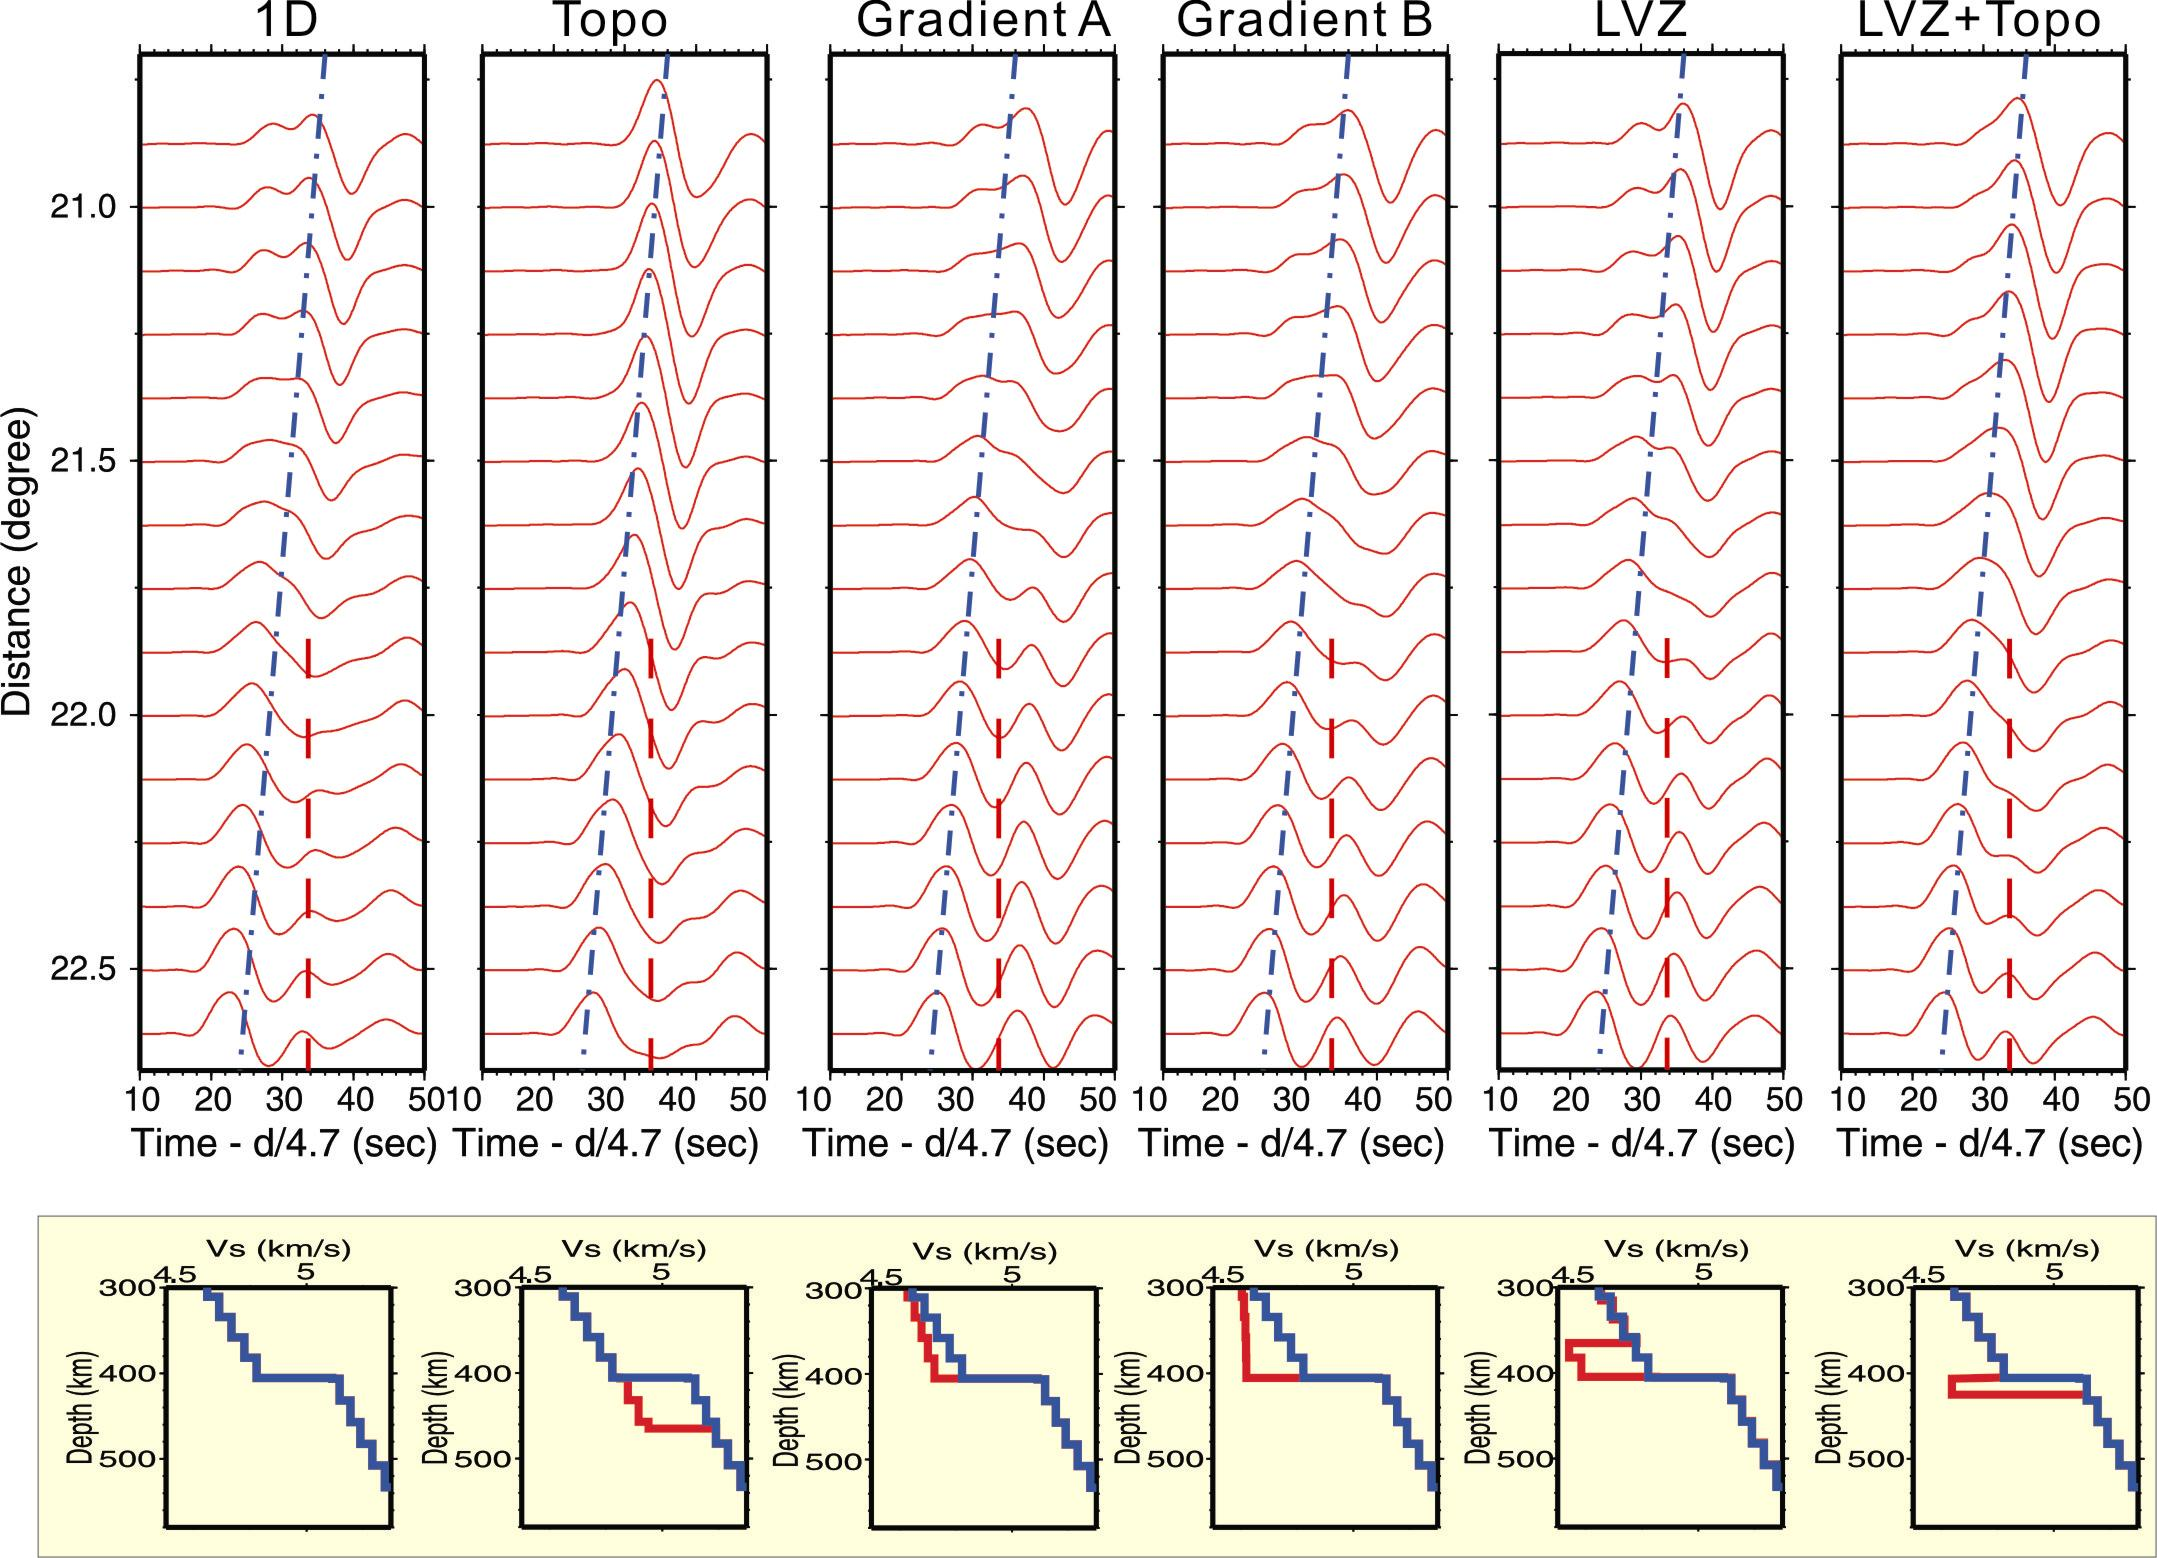 1D Topo Gradient A Gradient B LVZ LVZ+Topo
Distance (degree)
21.0
21.5
22.0
22.5
10 20 30 40 50 10 20 30 40 50 10 20 30 40 50 10 20 30 40 50 10 20 30 40 50 10 20 30 40 50
Time - d/4.7 (sec) Time - d/4.7 (sec) Time - d/4.7 (sec) Time - d/4.7 (sec) Time - d/4.7 (sec) Time - d/4.7 (sec)
Vs (km/s) Vs (km/s) Vs (km/s) Vs (km/s) Vs (km/s) Vs (km/s)
4.5 5 4.5 5 4.5 5 4.5 5 4.5 5 4.5 5
Depth (km) Depth (km) Depth (km) Depth (km) Depth (km) Depth (km)
300 300 300 300 300 300
400 400 400 400 400 400
500 500 500 500 500 500